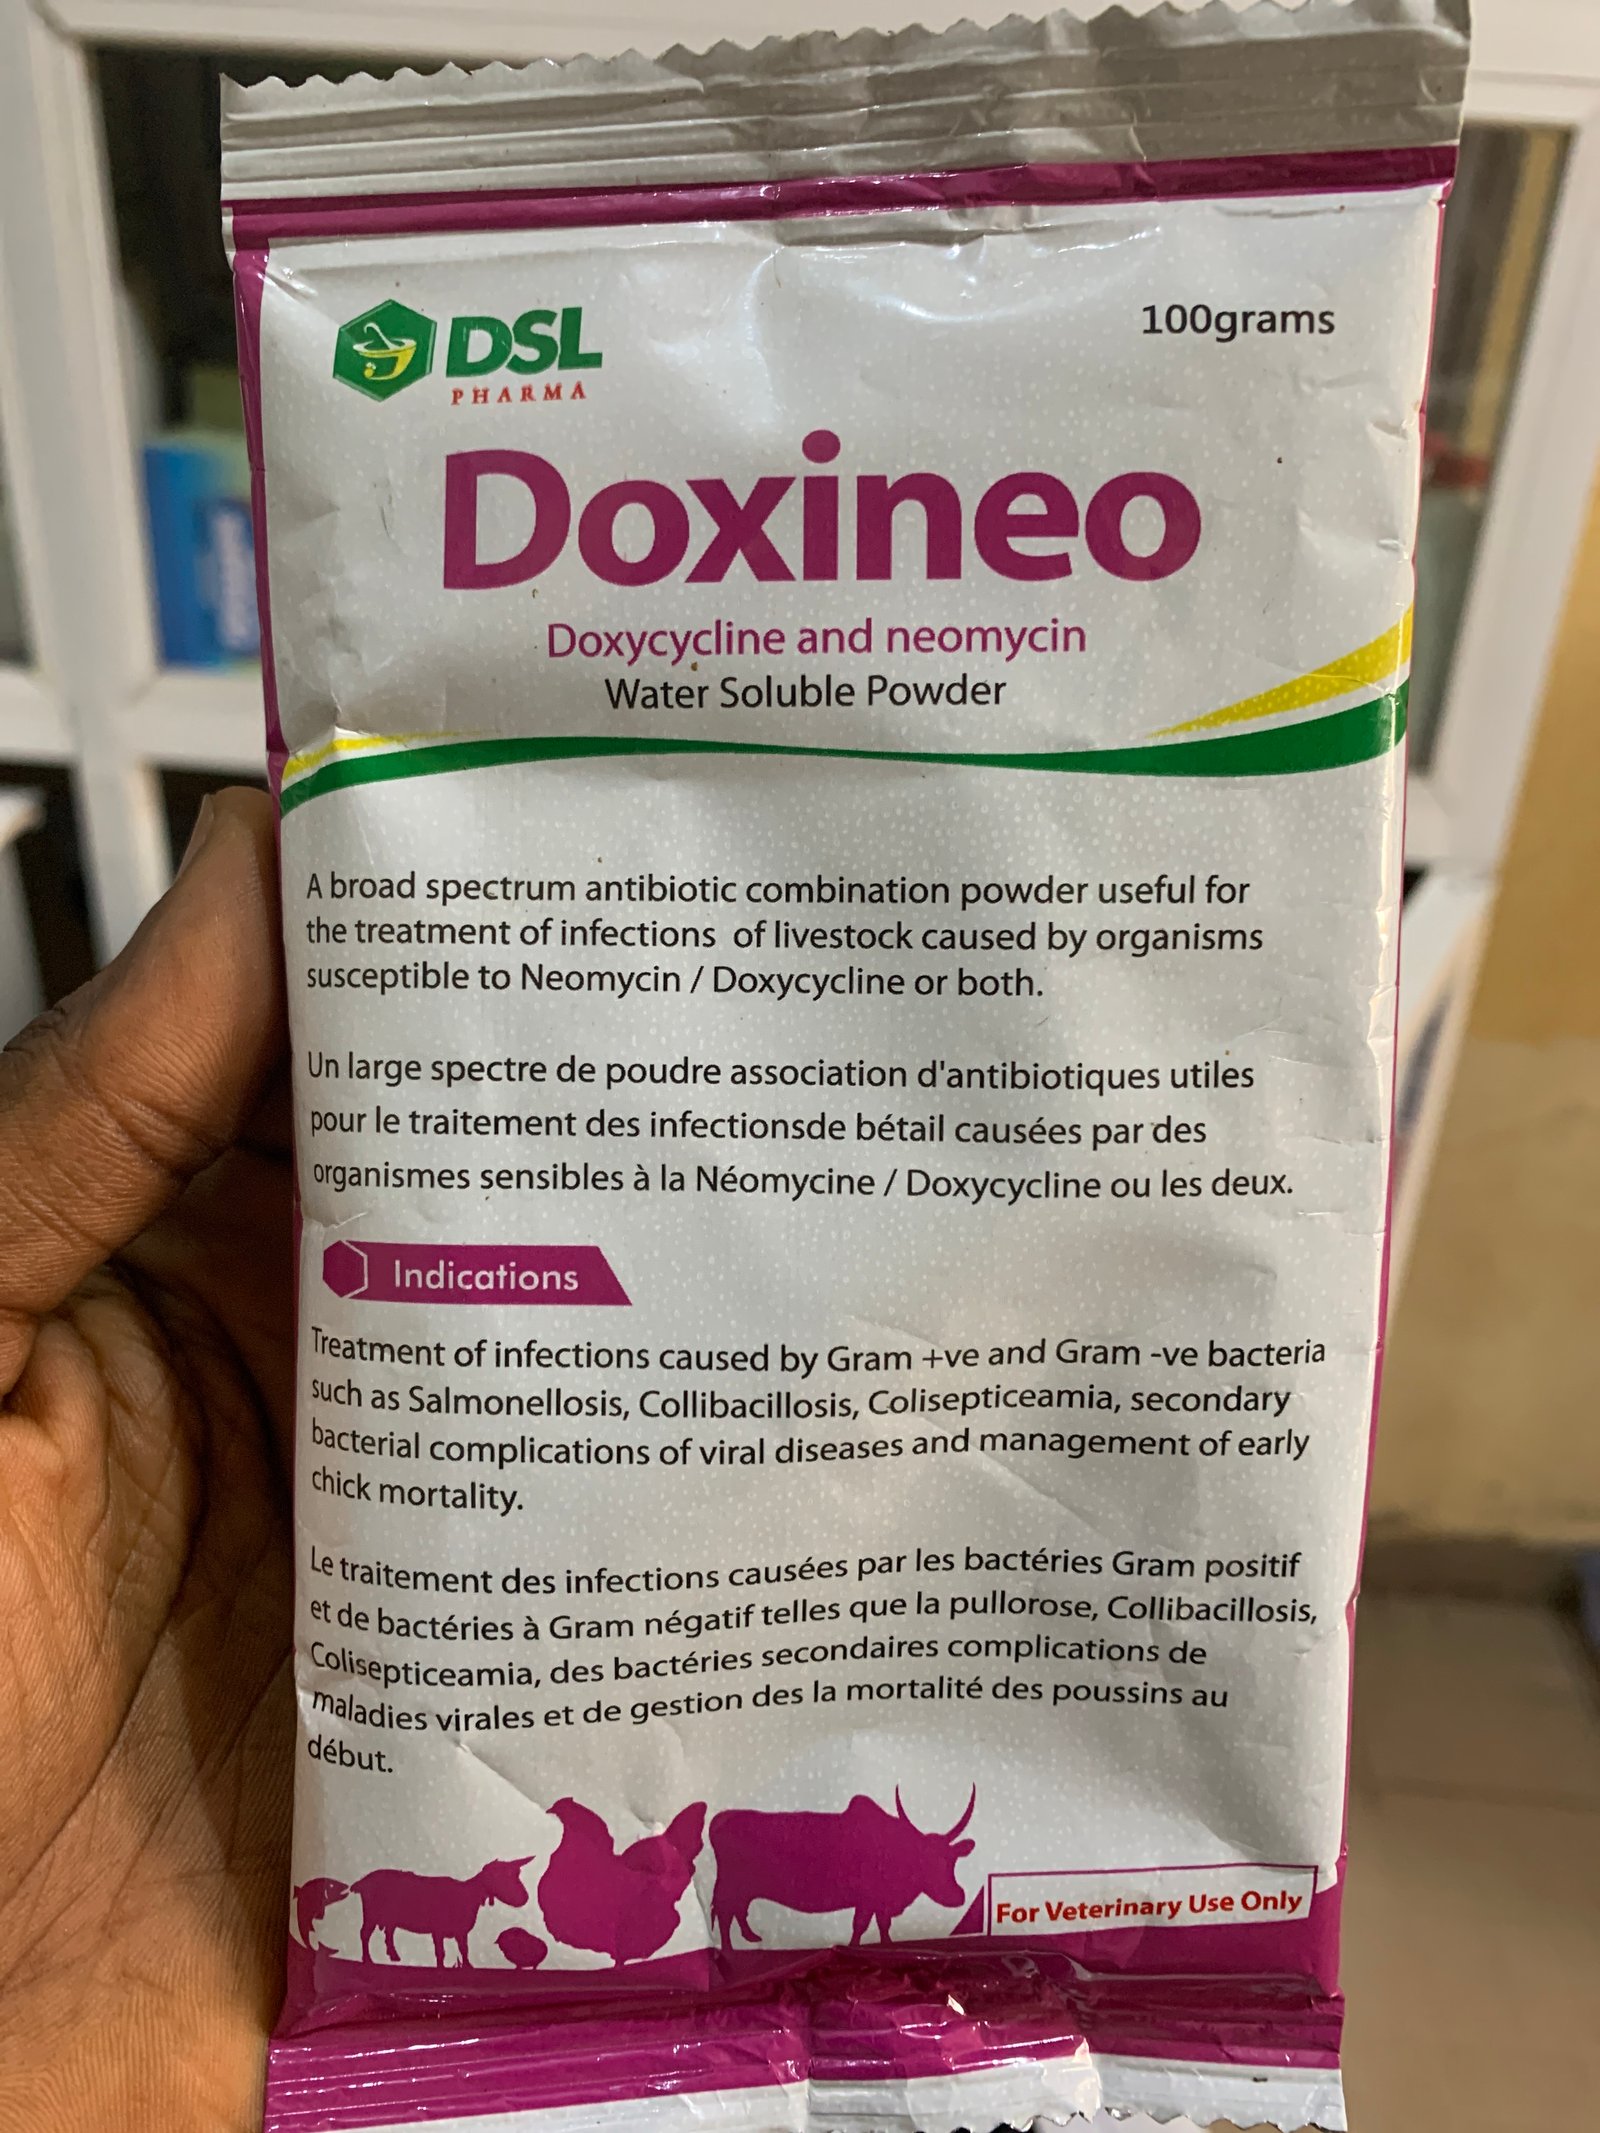 DSL
PHARMA
100grams
Doxineo
Doxycycline and neomycin
Water Soluble Powder
A broad spectrum antibiotic combination powder useful for
the treatment of infections of livestock caused by organisms
susceptible to Neomycin / Doxycycline or both.
Un large spectre de poudre association d'antibiotiques utiles
pour le traitement des infectionsde bétail causées par des
organismes sensibles à la Néomycine / Doxycycline ou les deux.
Indications
Treatment of infections caused by Gram +ve and Gram -ve bacteria
such as Salmonellosis, Collibacillosis, Colisepticeamia, secondary
bacterial complications of viral diseases and management of early
chick mortality.
Le traitement des infections causées par les bactéries Gram positif
et de bactéries à Gram négatif telles que la pullorose, Collibacillosis,
Colisepticeamia, des bactéries secondaires complications de
maladies virales et de gestion des la mortalité des poussins au
début.
For Veterinary Use Only